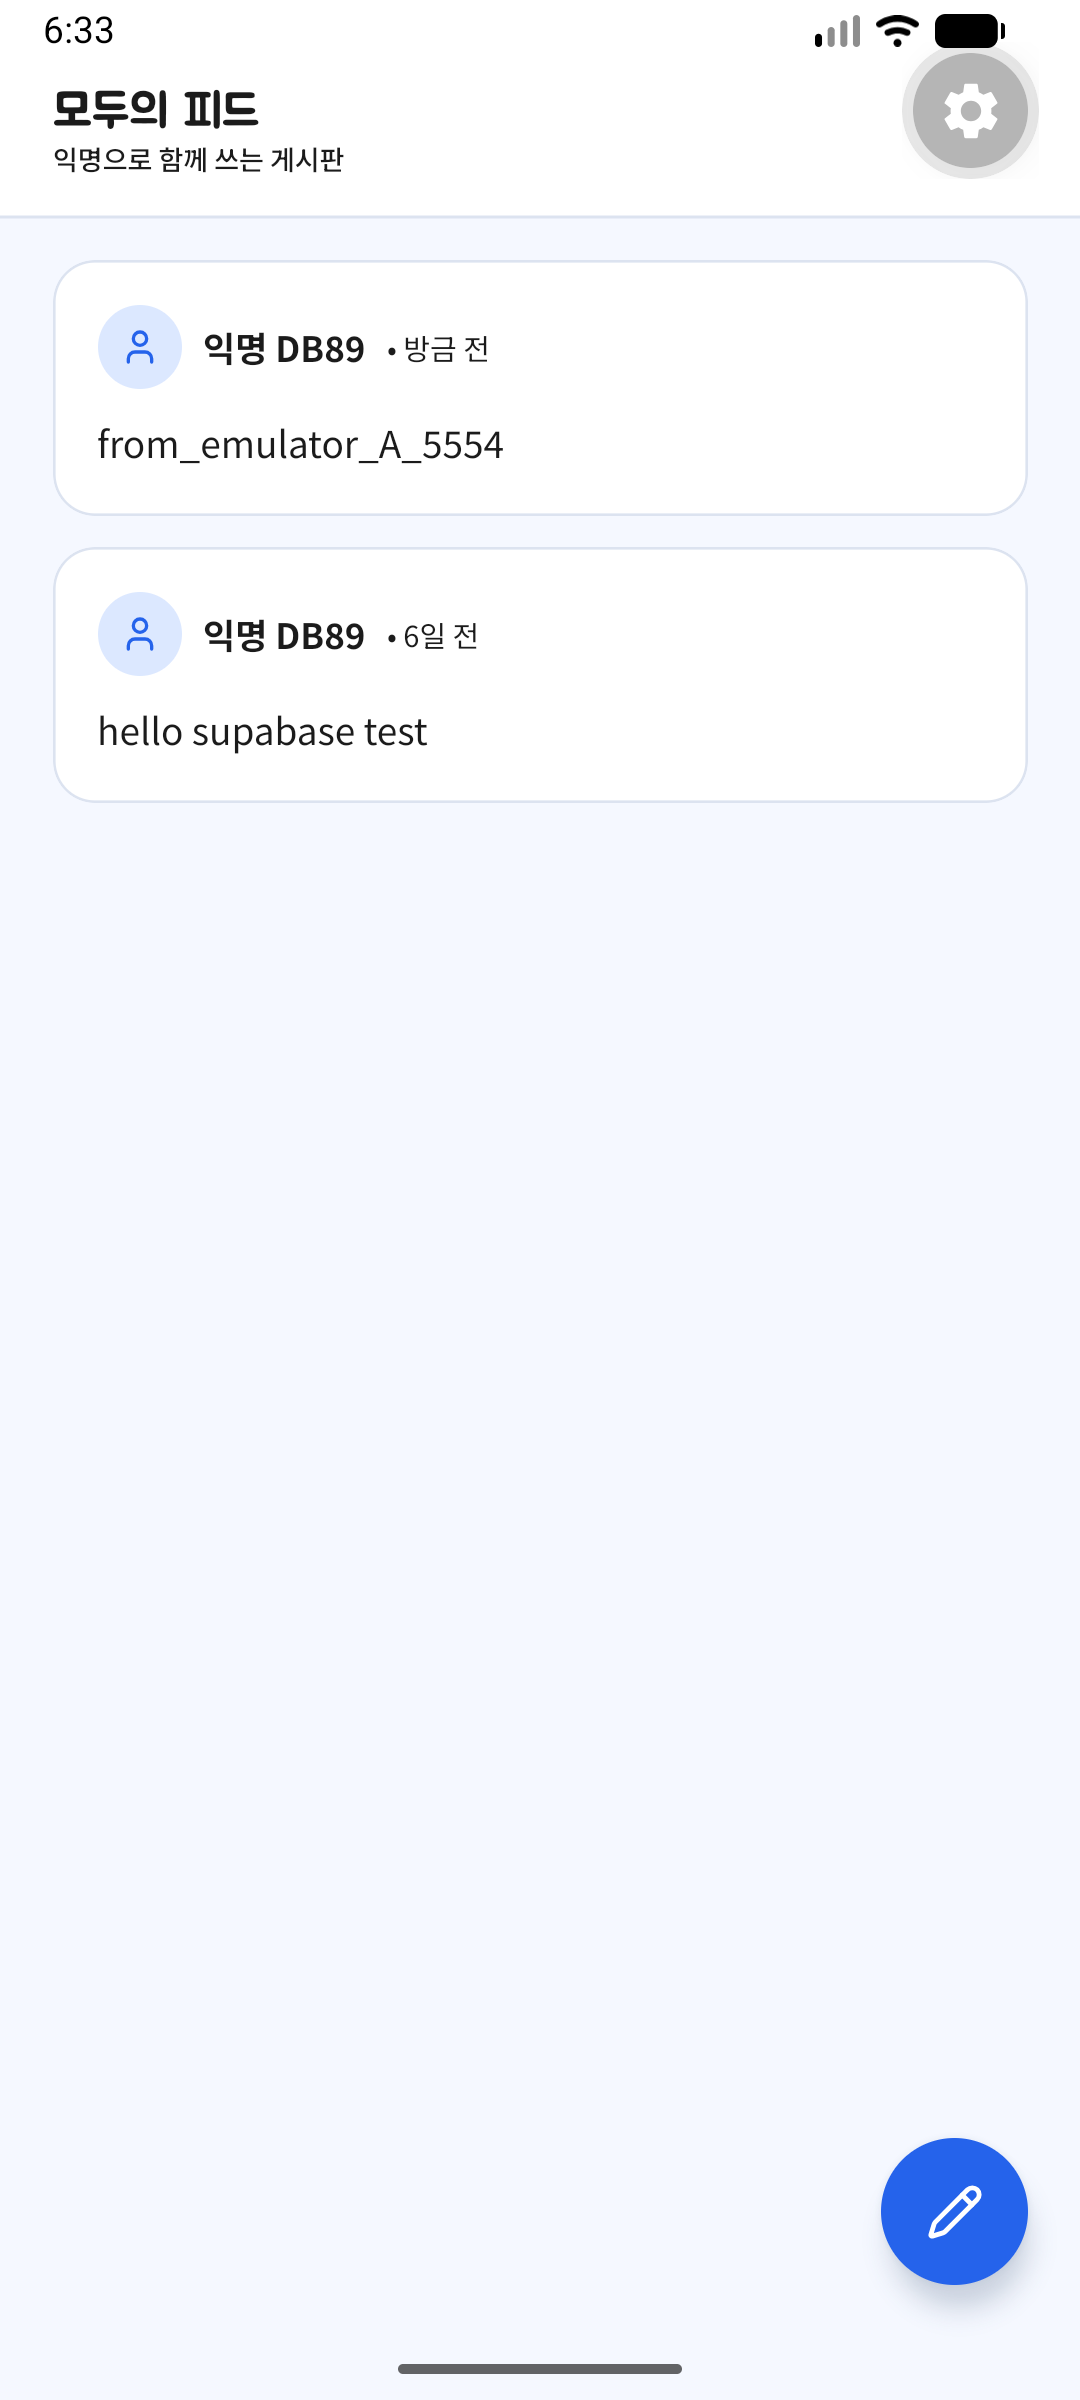 6:33
모두의 피드
익명으로 함께 쓰는 게시판
익명 DB89 • 방금 전
from_emulator_A_5554
익명 DB89 • 6일 전
hello supabase test